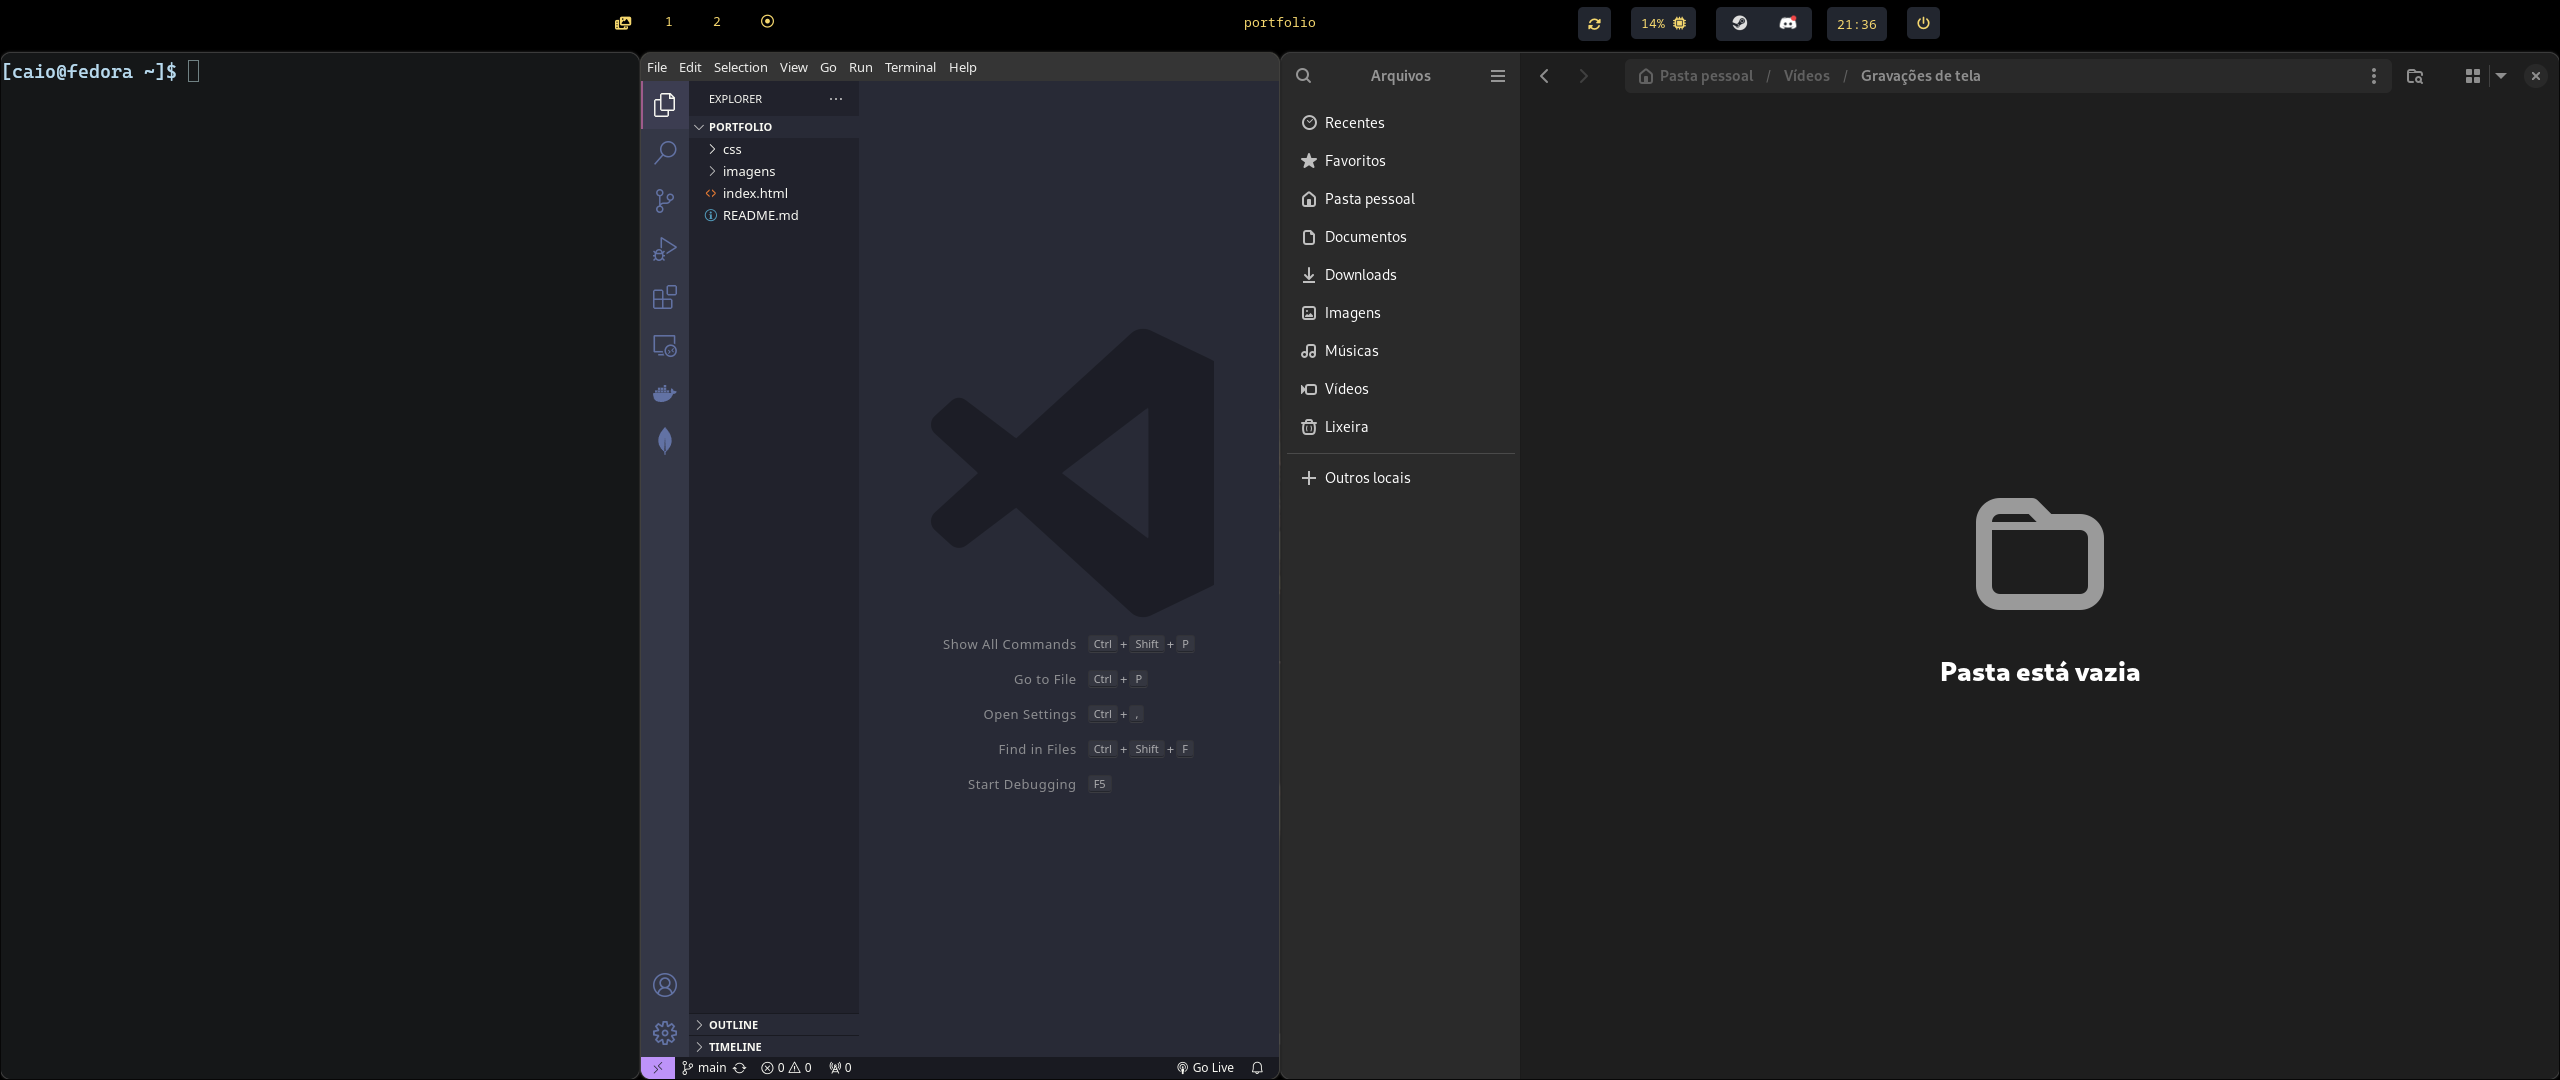 1 2
portfolio
14%
21:36
[caio@fedora ~]$
File Edit Selection View Go Run Terminal Help
EXPLORER
PORTFOLIO
css
imagens
index.html
README.md
Show All Commands Ctrl + Shift + P
Go to File Ctrl + P
Open Settings Ctrl + ,
Find in Files Ctrl + Shift + F
Start Debugging F5
OUTLINE
TIMELINE
main 0 0 0 Go Live
Arquivos
Recentes
Favoritos
Pasta pessoal
Documentos
Downloads
Imagens
Músicas
Vídeos
Lixeira
Outros locais
Pasta pessoal / Vídeos / Gravações de tela
Pasta está vazia